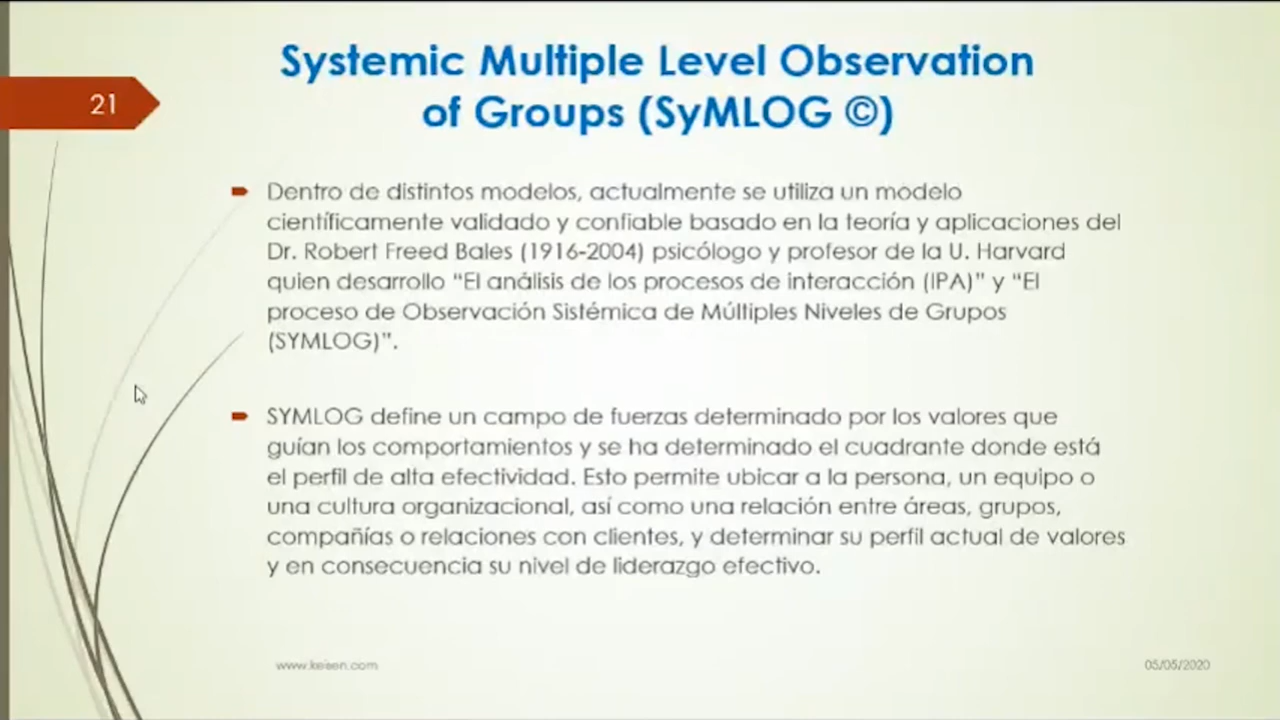 Systemic Multiple Level Observation
of Groups (SyMLOG ©)
21
Dentro de distintos modelos, actualmente se utiliza un modelo
científicamente validado y confiable basado en la teoría y aplicaciones del
Dr. Robert Freed Bales (1916-2004) psicólogo y profesor de la U. Harvard
quien desarrollo “El análisis de los procesos de interacción (IPA)” y “El
proceso de Observación Sistémica de Múltiples Niveles de Grupos
(SYMLOG)”.
SYMLOG define un campo de fuerzas determinado por los valores que
guían los comportamientos y se ha determinado el cuadrante donde está
el perfil de alta efectividad. Esto permite ubicar a la persona, un equipo o
una cultura organizacional, así como una relación entre áreas, grupos,
compañías o relaciones con clientes, y determinar su perfil actual de valores
y en consecuencia su nivel de liderazgo efectivo.
05/05/2020